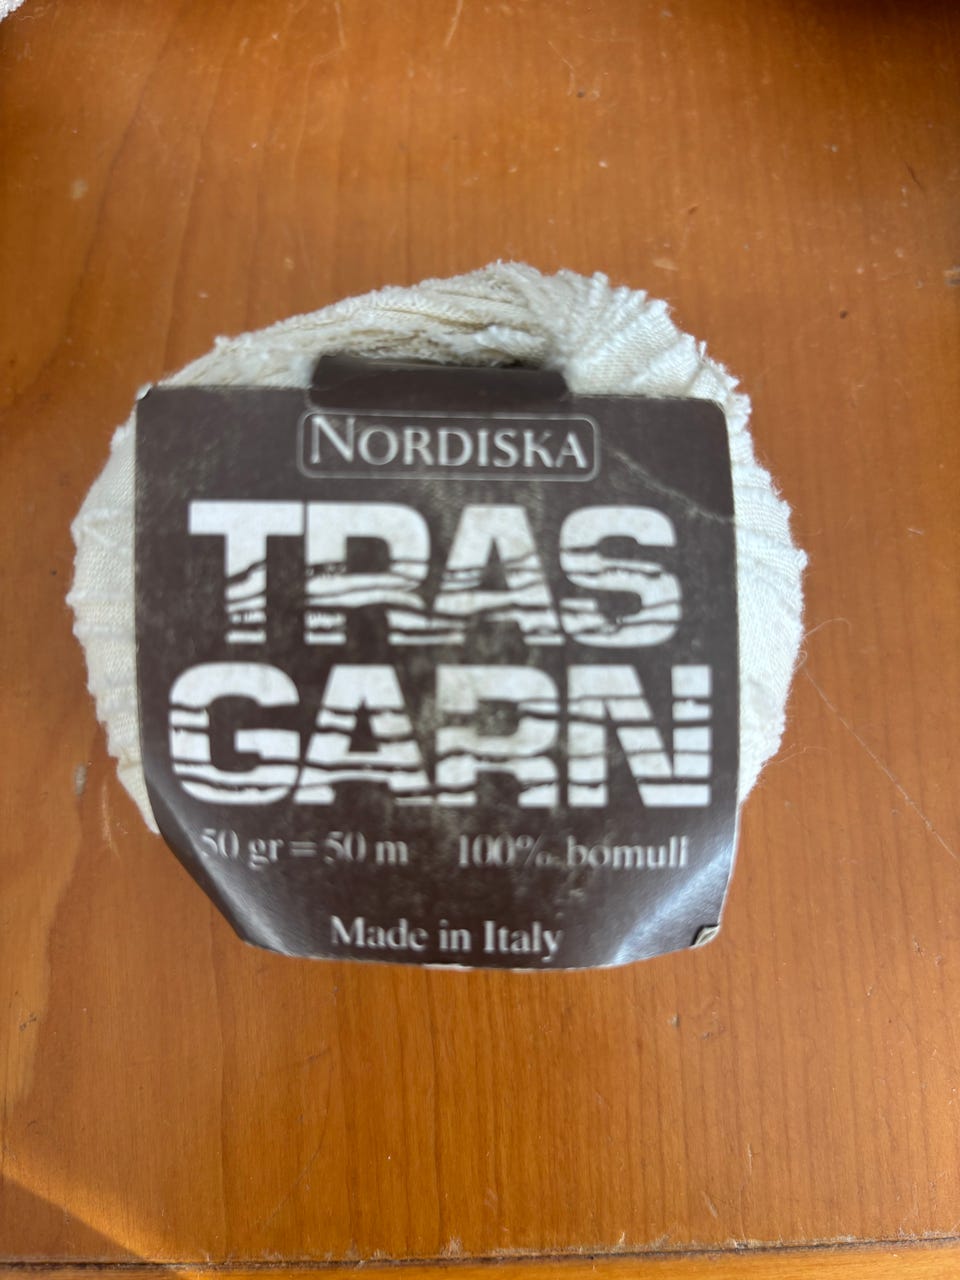 NORDISKA
TRAS
GARN
50 gr = 50 m 100% bomull
Made in Italy